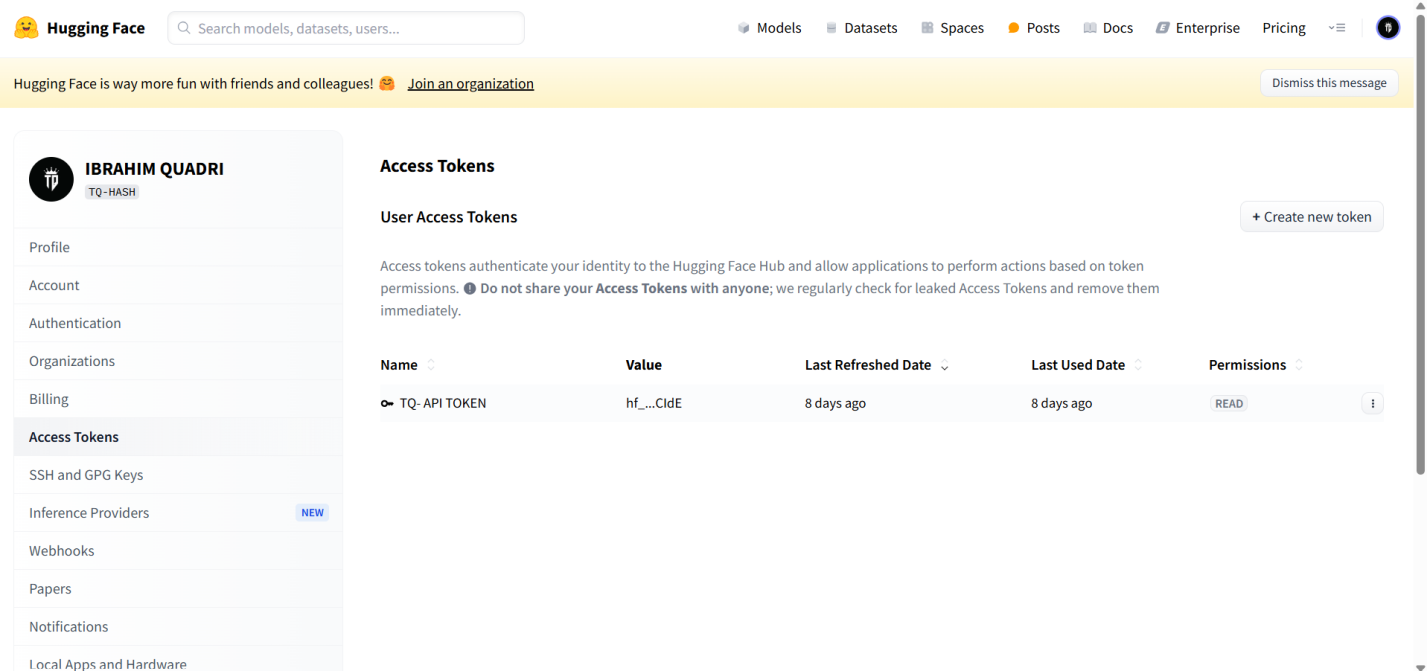 Hugging Face
Search models, datasets, users...
Models
Datasets
Spaces
Posts
Docs
Enterprise
Pricing
Hugging Face is way more fun with friends and colleagues! 🤗 Join an organization
Dismiss this message
IBRAHIM QUADRI
TQ-HASH
Profile
Account
Authentication
Organizations
Billing
Access Tokens
SSH and GPG Keys
Inference Providers NEW
Webhooks
Papers
Notifications
Local Apps and Hardware
Access Tokens
User Access Tokens
+ Create new token
Access tokens authenticate your identity to the Hugging Face Hub and allow applications to perform actions based on token
permissions. Do not share your Access Tokens with anyone; we regularly check for leaked Access Tokens and remove them
immediately.
Name Value Last Refreshed Date Last Used Date Permissions
TQ- API TOKEN hf_...CIdE 8 days ago 8 days ago READ